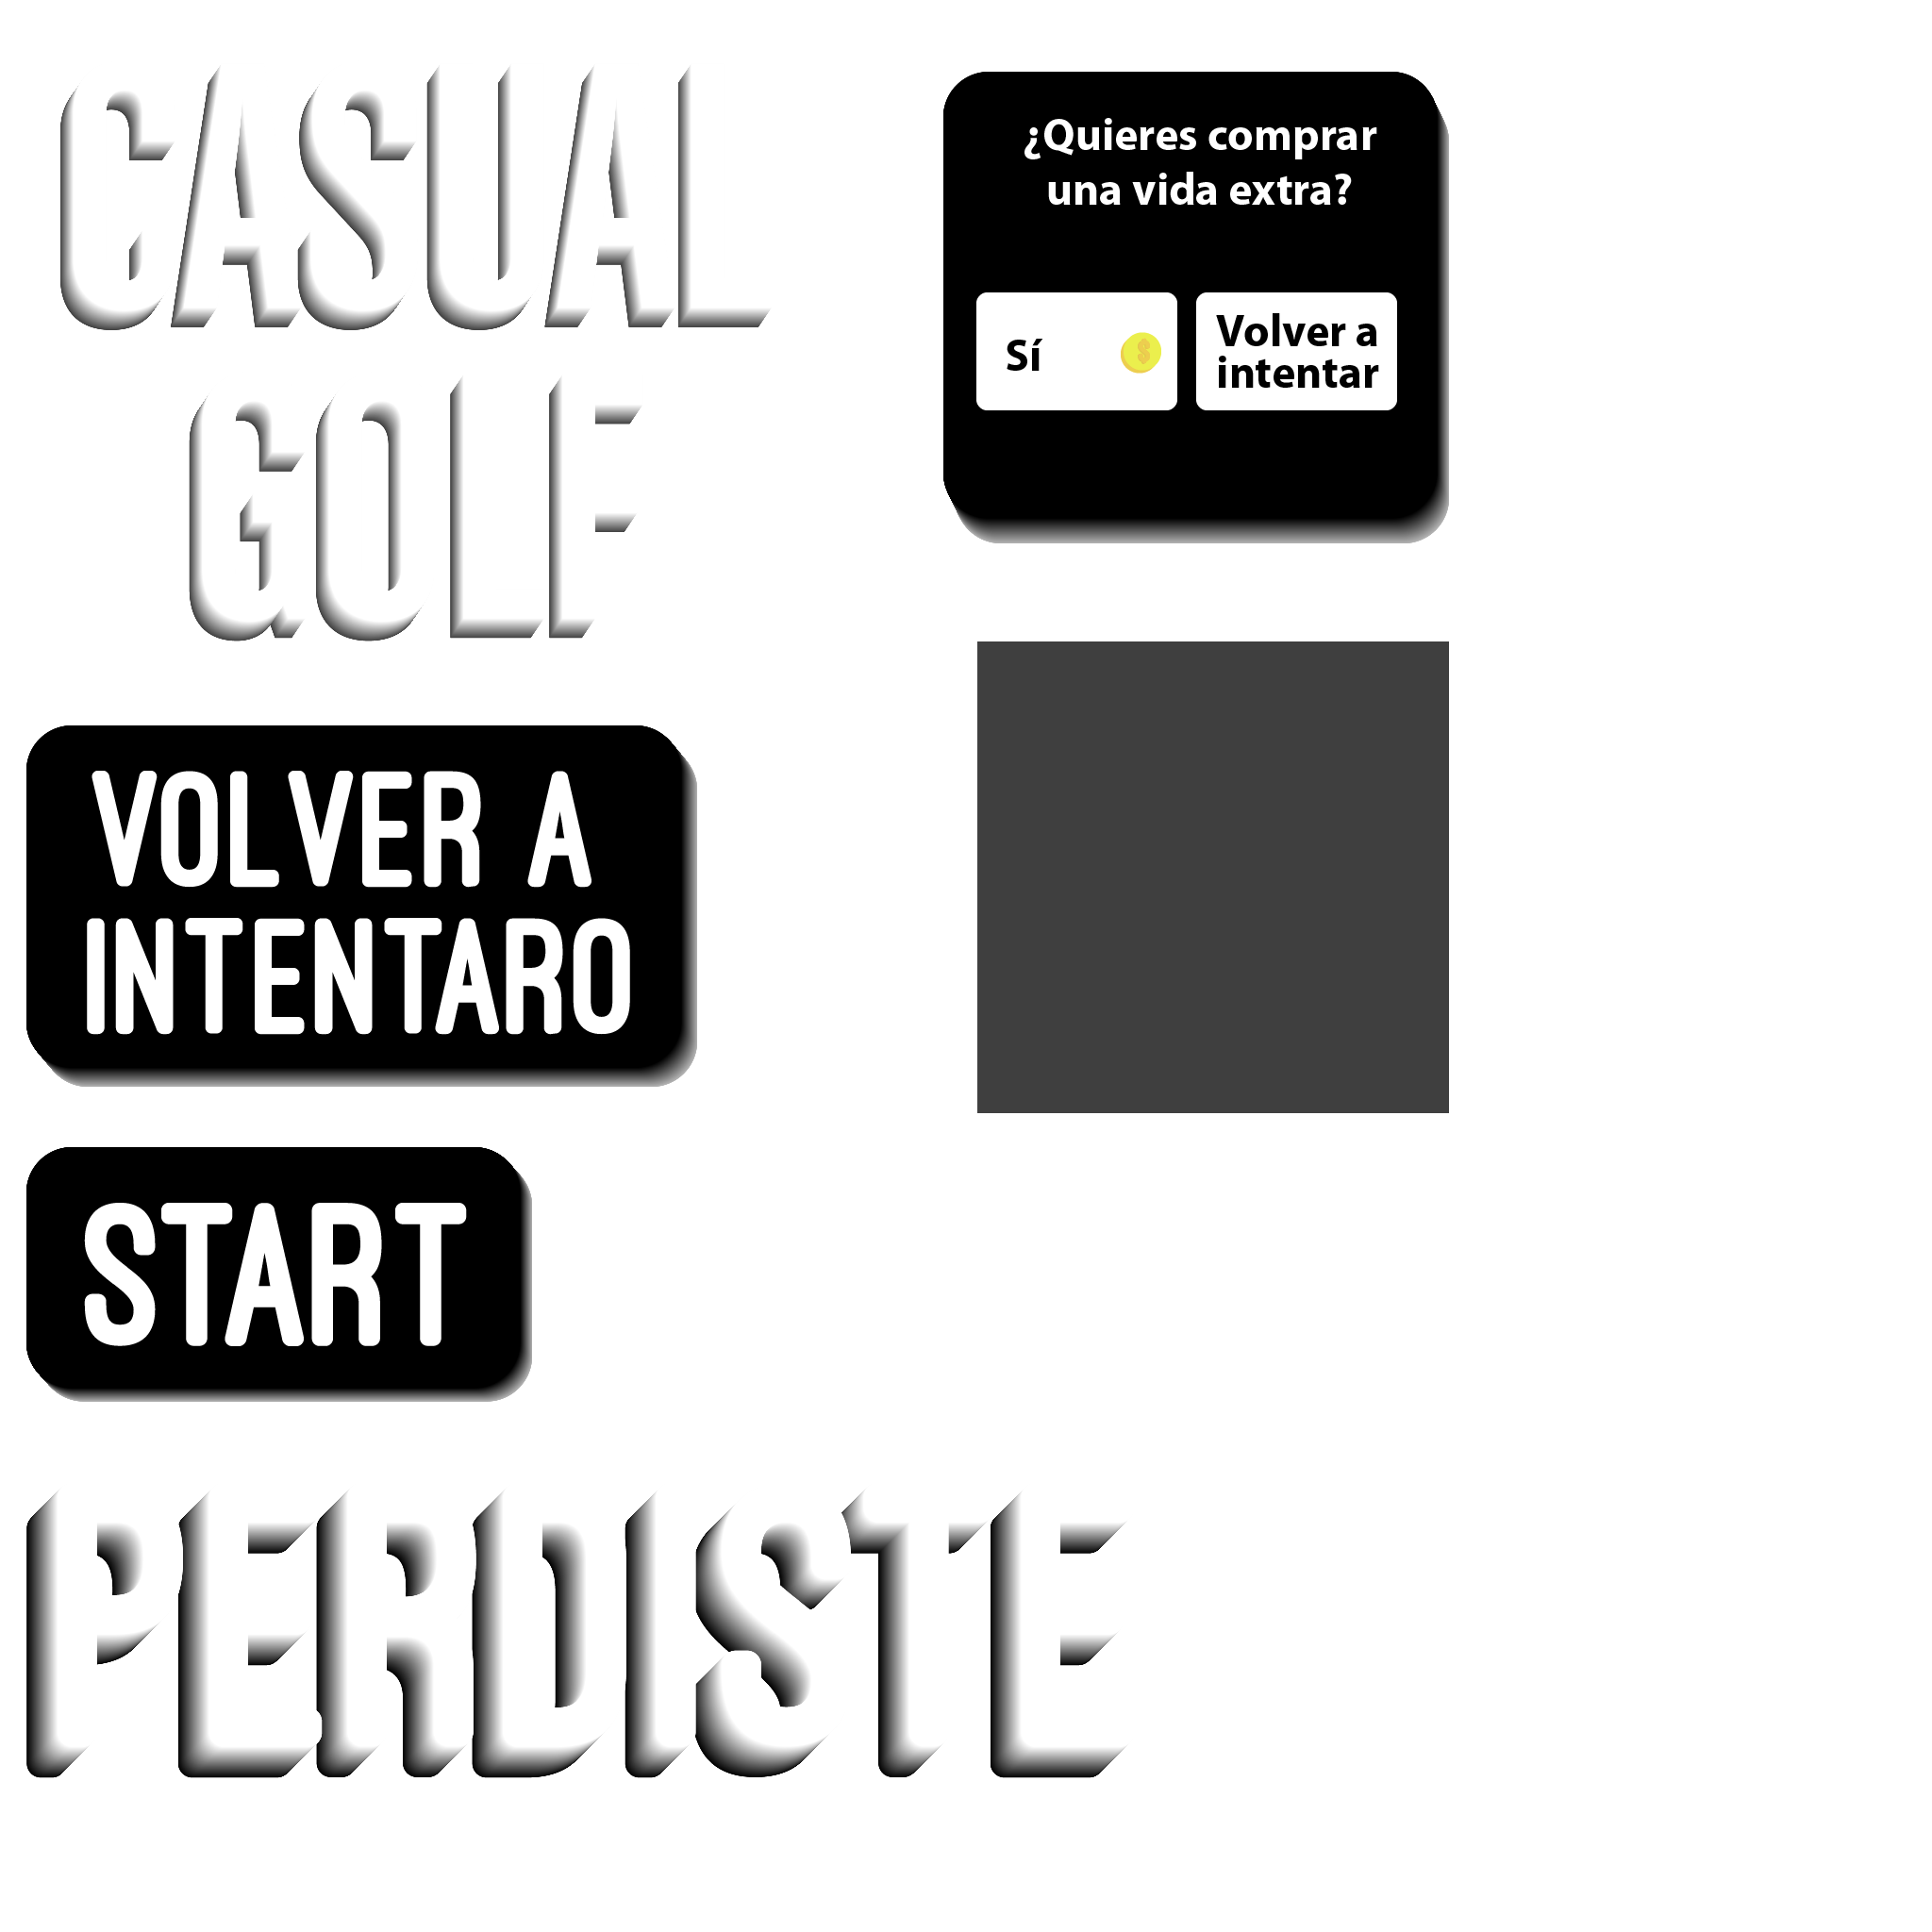 CASUAL
GOLF
¿Quieres comprar
una vida extra?
Sí $
Volver a
intentar
VOLVER A
INTENTARO
START
PERDISTE